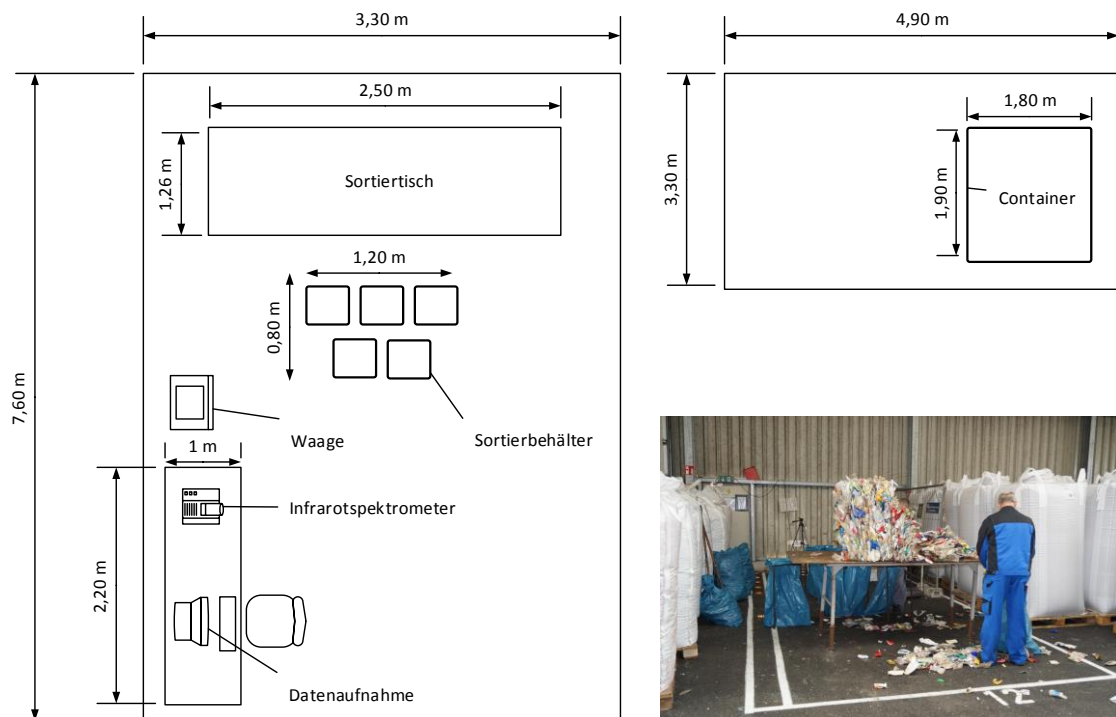 3,30 m
2,50 m
1,26 m
Sortiertisch
1,20 m
0,80 m
7,60 m
Waage
Sortierbehälter
1 m
Infrarotspektrometer
2,20 m
Datenaufnahme
4,90 m
1,80 m
3,30 m
1,90 m
Container
12